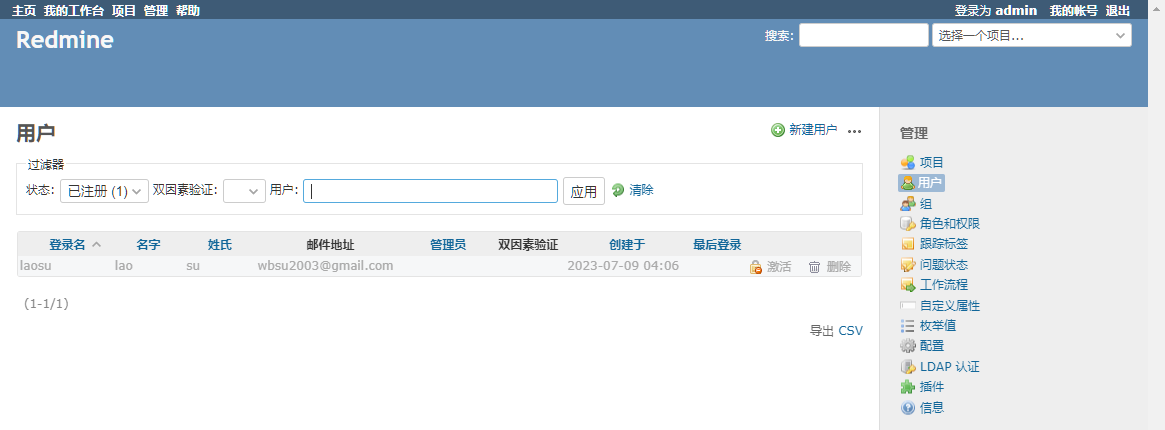 主页 我的工作台 项目 管理 帮助 登录为 admin 我的帐号 退出
Redmine 搜索: 选择一个项目...
用户 新建用户 ...
过滤器
状态: 已注册 (1) 双因素验证: 用户: 应用 清除
登录名 名字 姓氏 邮件地址 管理员 双因素验证 创建于 最后登录
laosu lao su wbsu2003@gmail.com 2023-07-09 04:06 激活 删除
(1-1/1)
导出 CSV
管理
项目
用户
组
角色和权限
跟踪标签
问题状态
工作流程
自定义属性
枚举值
配置
LDAP 认证
插件
信息